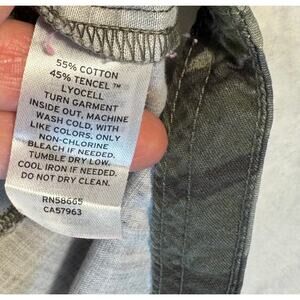 55% COTTON
45% TENCEL™
LYOCELL
TURN GARMENT
INSIDE OUT, MACHINE
WASH COLD, WITH
LIKE COLORS. ONLY
NON-CHLORINE
BLEACH IF NEEDED.
TUMBLE DRY LOW.
COOL IRON IF NEEDED.
DO NOT DRY CLEAN.
RN58665
CA57963